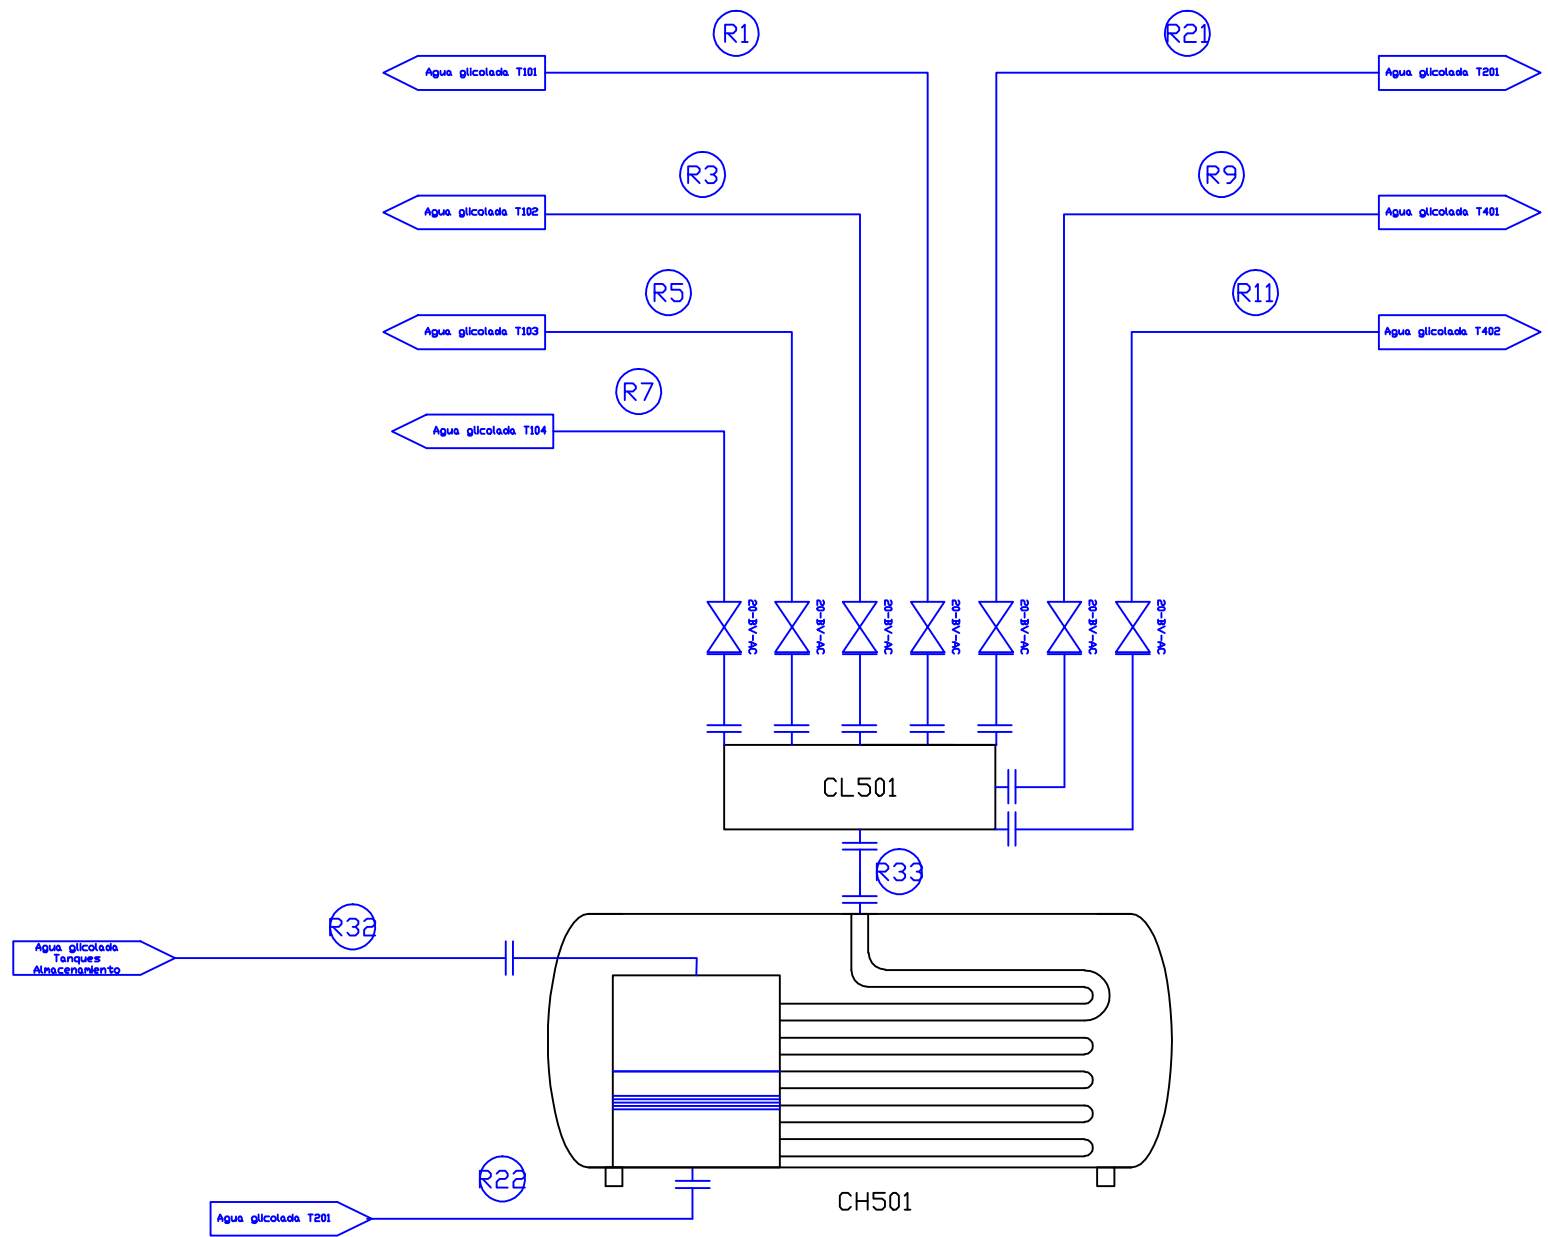 R1
R21
Agua glicolada T101
Agua glicolada T201
R3
R9
Agua glicolada T102
Agua glicolada T401
R5
R11
Agua glicolada T103
Agua glicolada T402
R7
Agua glicolada T104
20-BV-AC
20-BV-AC
20-BV-AC
20-BV-AC
20-BV-AC
20-BV-AC
20-BV-AC
CL501
R33
R32
Agua glicolada
Tanques
Almacenamiento
R22
CH501
Agua glicolada T201